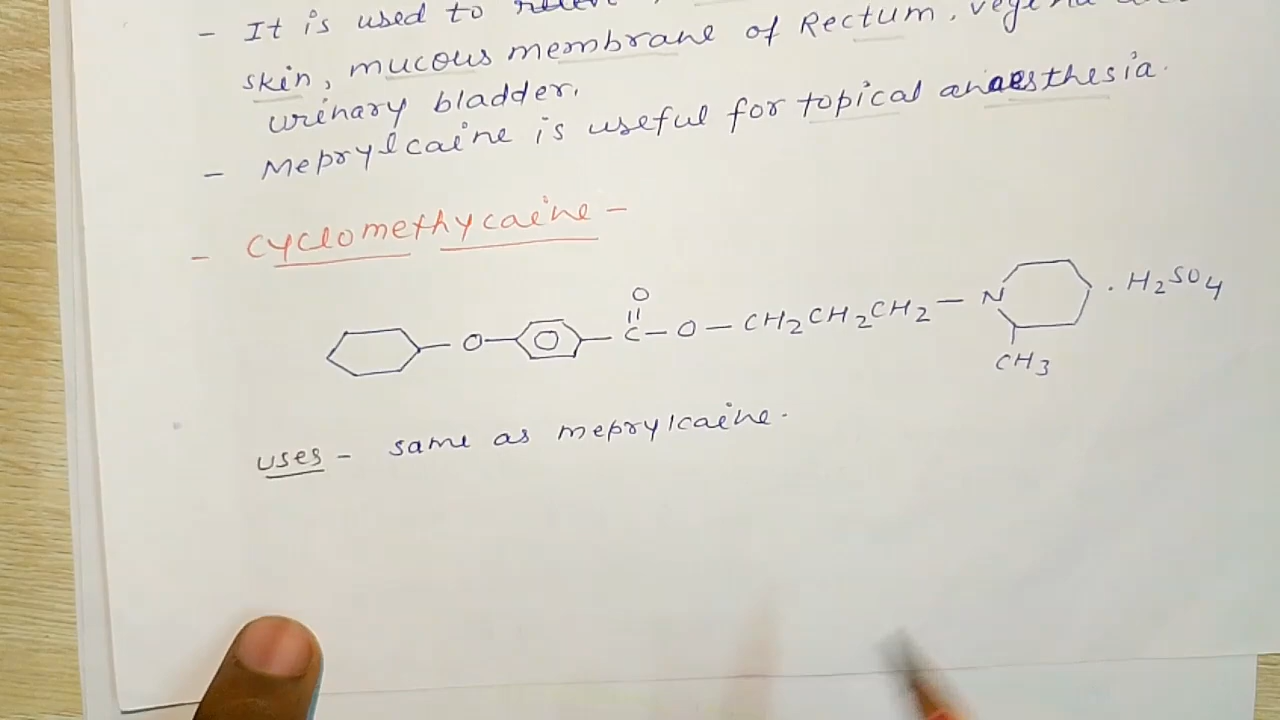 - It is used to
skin, mucous membrane of Rectum,
urinary bladder.
- Meprylcaine is useful for topical anaesthesia.
- Cyclomethycaine -
O
-O- -C-O-CH2CH2CH2- N . H2SO4
CH3
uses - same as meprylcaine.